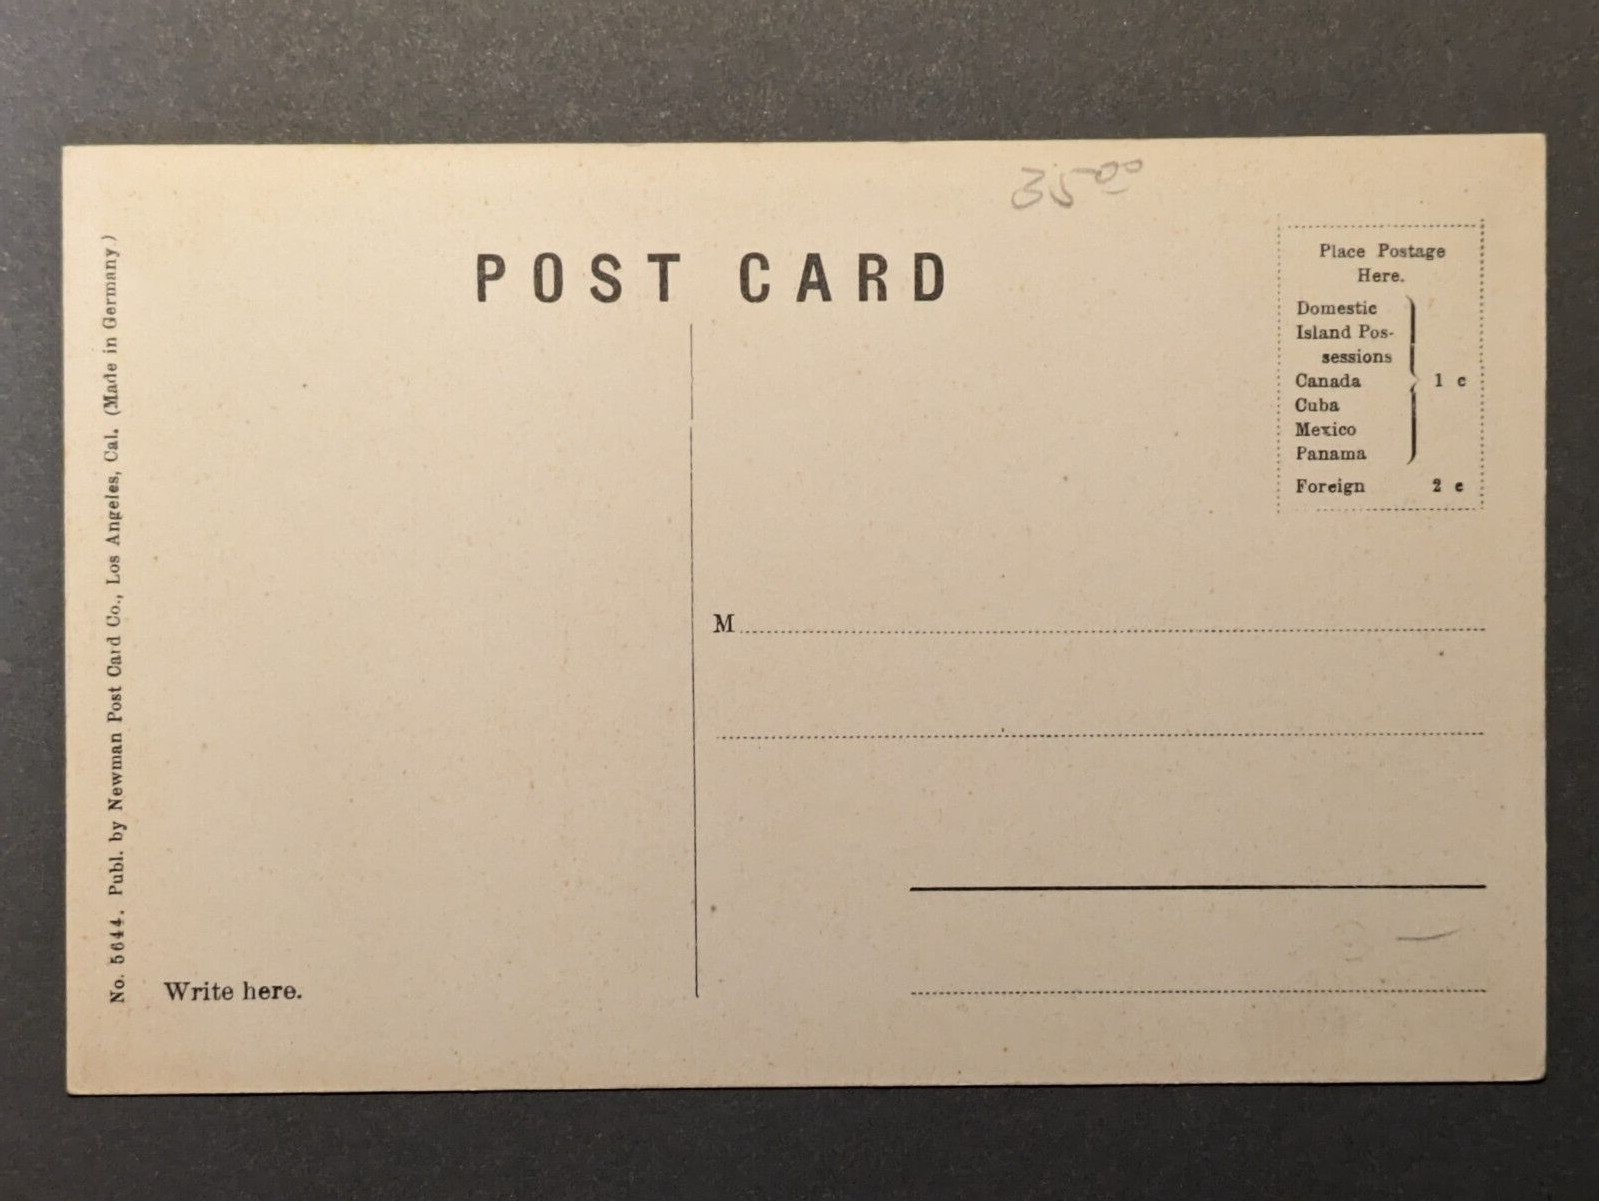 35.00
POST CARD
Place Postage
Here.
Domestic
Island Pos-
sessions
Canada
1 c
Cuba
Mexico
Panama
Foreign 2 c
M
Write here.
No. 5644. Publ. by Newman Post Card Co., Los Angeles, Cal. (Made in Germany.)